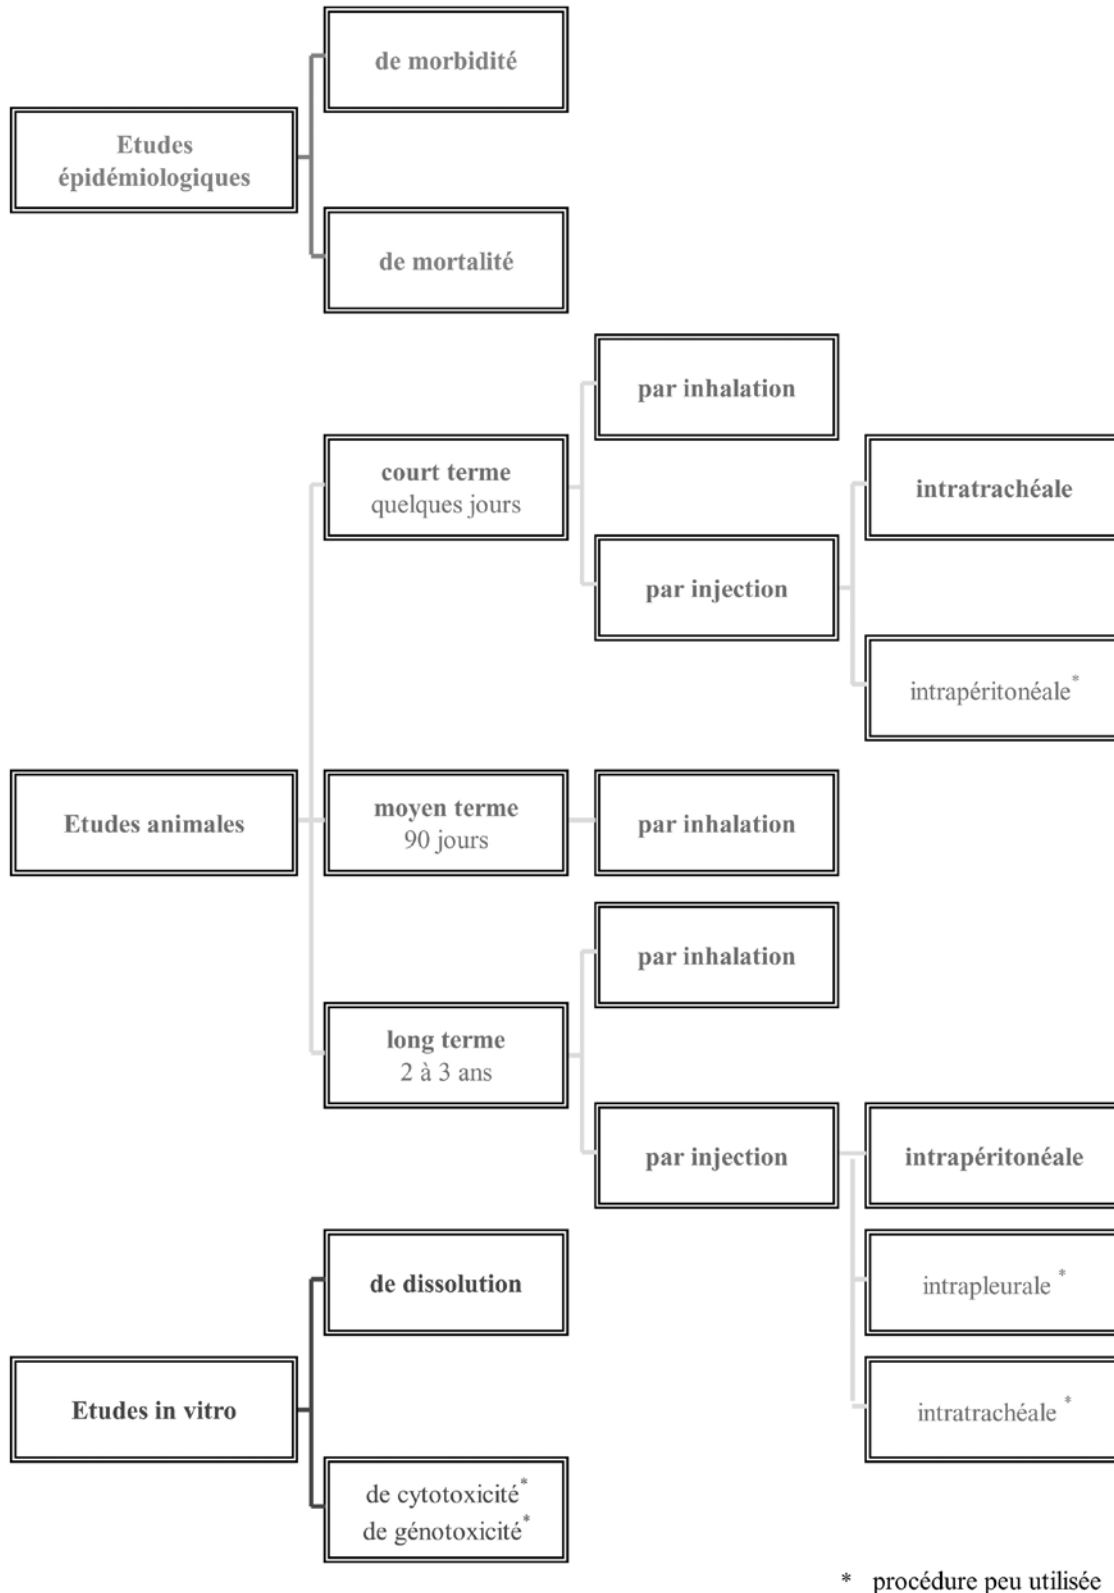 de morbidité
Etudes
épidémiologiques
de mortalité
par inhalation
court terme
quelques jours
intratrachéale
par injection
intrapéritonéale*
Etudes animales
moyen terme
90 jours
par inhalation
par inhalation
long terme
2 à 3 ans
par injection
intrapéritonéale
de dissolution
intrapleurale *
Etudes in vitro
intratrachéale *
de cytotoxicité*
de génotoxicité*
* procédure peu utilisée